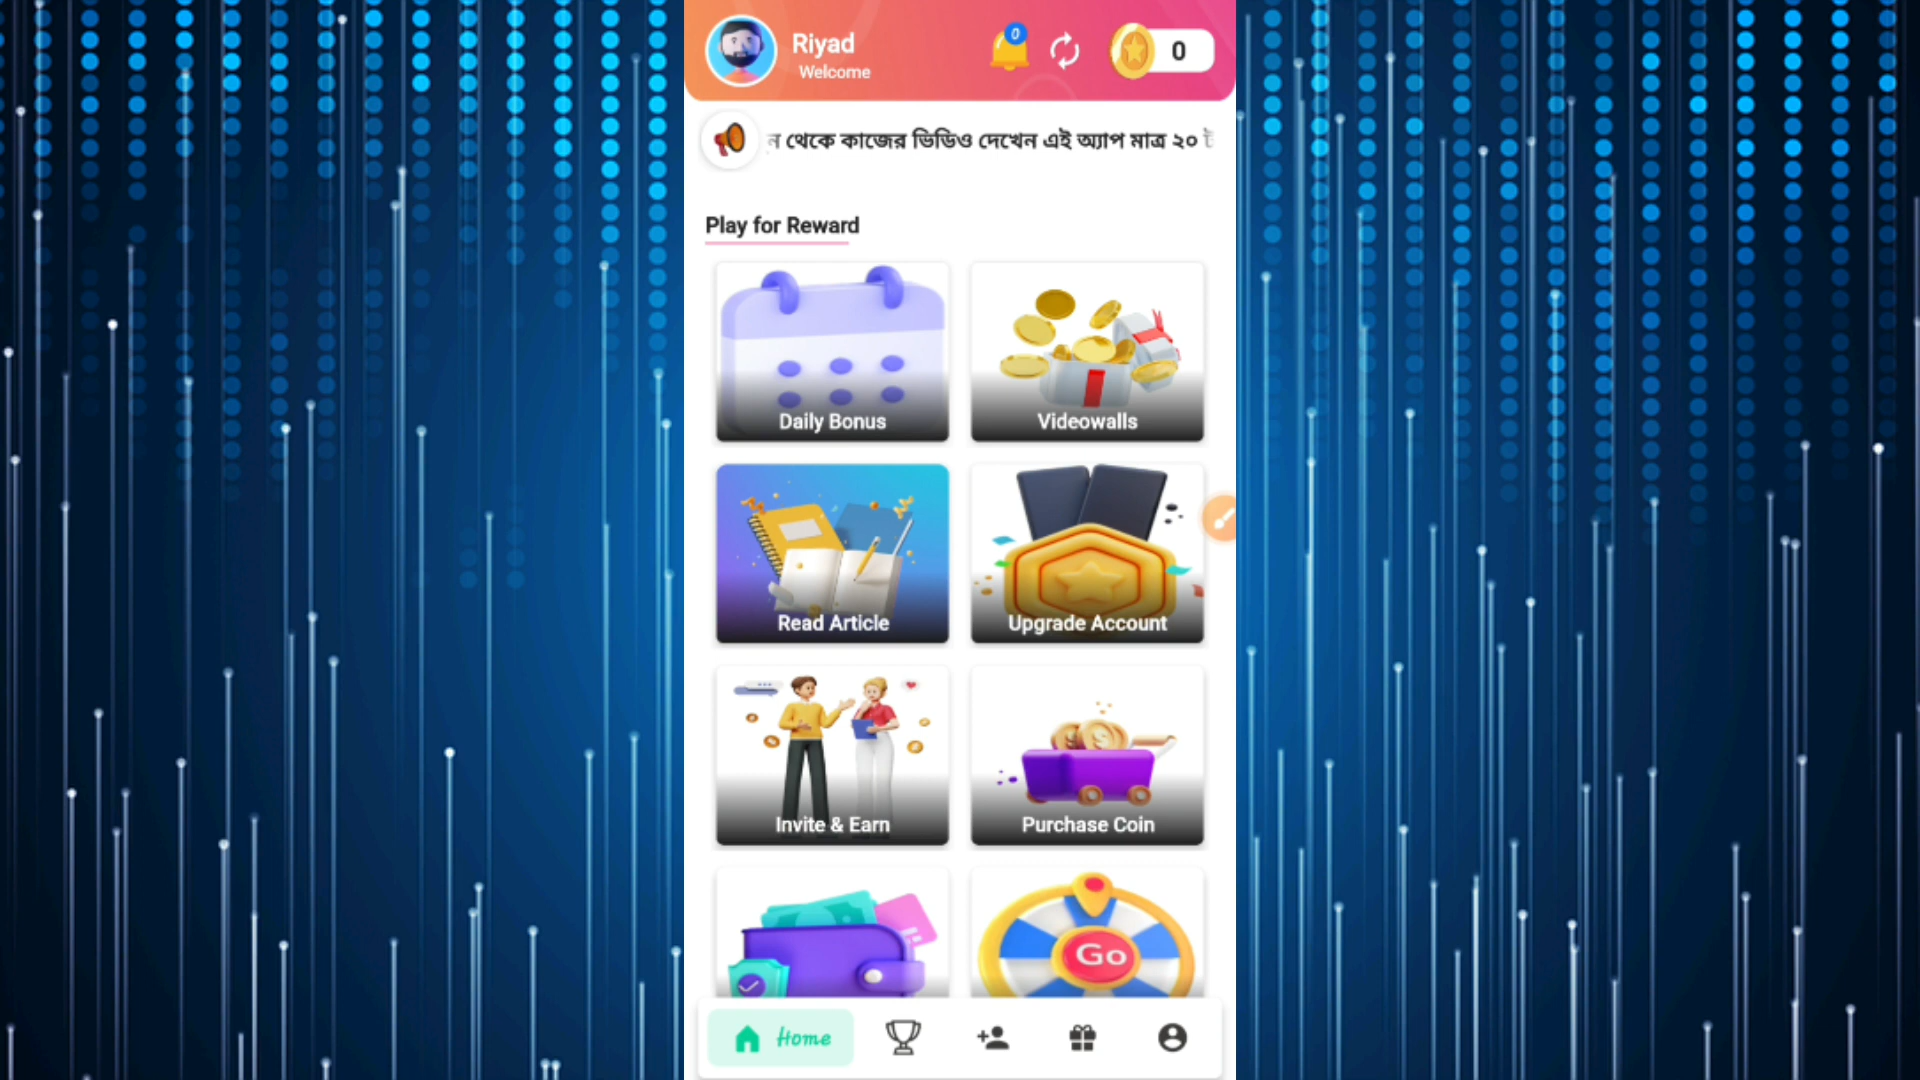 Riyad
Welcome
0
0
থেকে কাজের ভিডিও দেখেন এই অ্যাপ মাত্র ২০
Play for Reward
Daily Bonus
Videowalls
Read Article
Upgrade Account
Invite & Earn
Purchase Coin
Go
Home